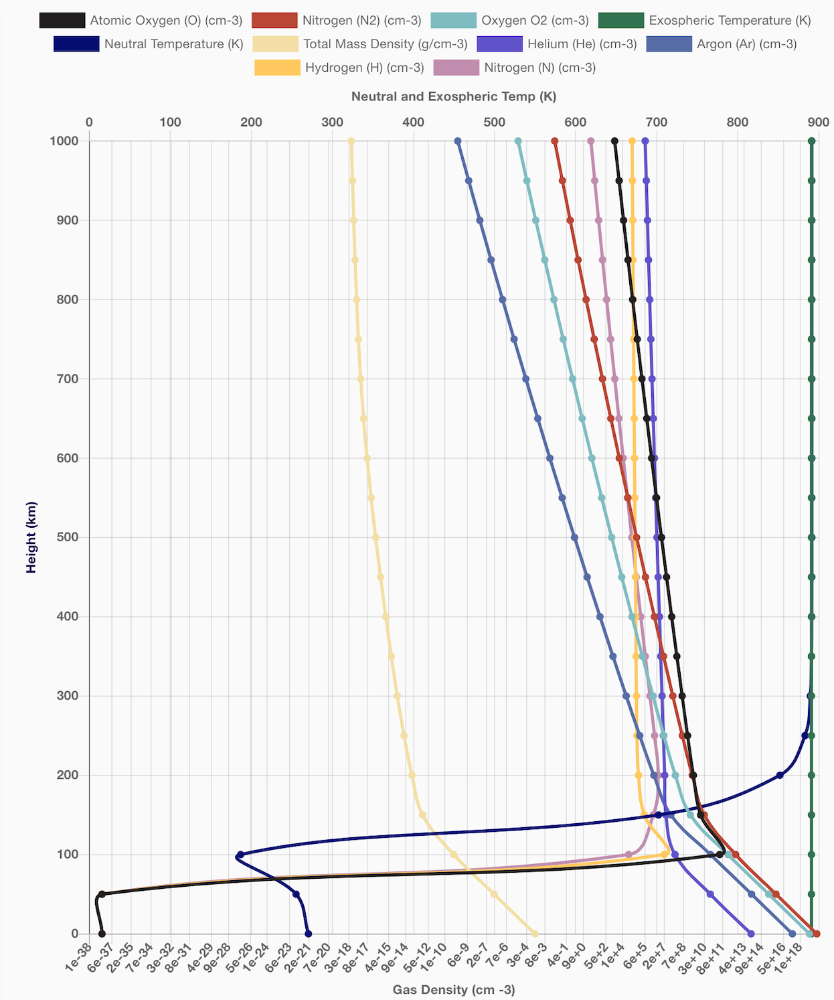 Atomic Oxygen (O) (cm-3) Nitrogen (N2) (cm-3) Oxygen O2 (cm-3) Exospheric Temperature (K)
Neutral Temperature (K) Total Mass Density (g/cm-3) Helium (He) (cm-3) Argon (Ar) (cm-3)
Hydrogen (H) (cm-3) Nitrogen (N) (cm-3)
Neutral and Exospheric Temp (K)
0 100 200 300 400 500 600 700 800 900
1000
900
800
700
600
500
400
300
200
100
0
Height (km)
1e-38 6e-37 2e-35 7e-34 3e-32 8e-31 4e-29 9e-28 5e-26 1e-24 6e-23 2e-21 7e-20 3e-18 8e-17 4e-15 9e-14 5e-12 1e-10 6e-9 2e-7 7e-6 3e-4 8e-3 4e-1 9e+0 5e+2 1e+4 6e+5 2e+7 7e+8 3e+10 8e+11 4e+13 9e+14 5e+16 1e+18
Gas Density (cm -3)